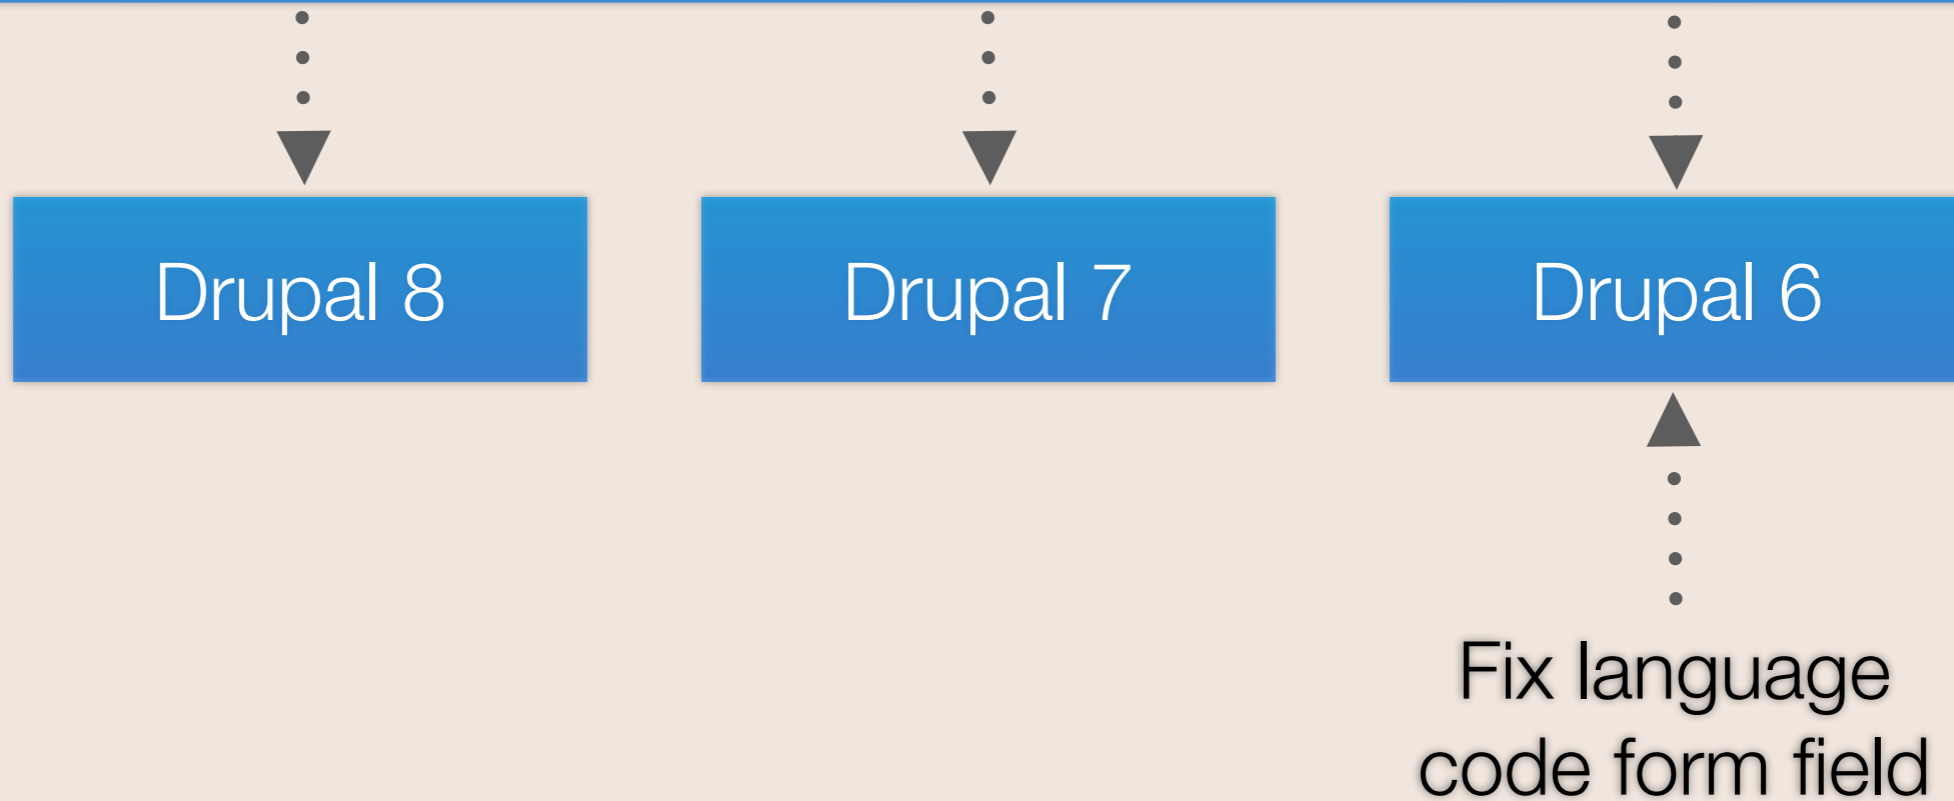 Drupal 8
Drupal 7
Drupal 6
Fix language
code form field